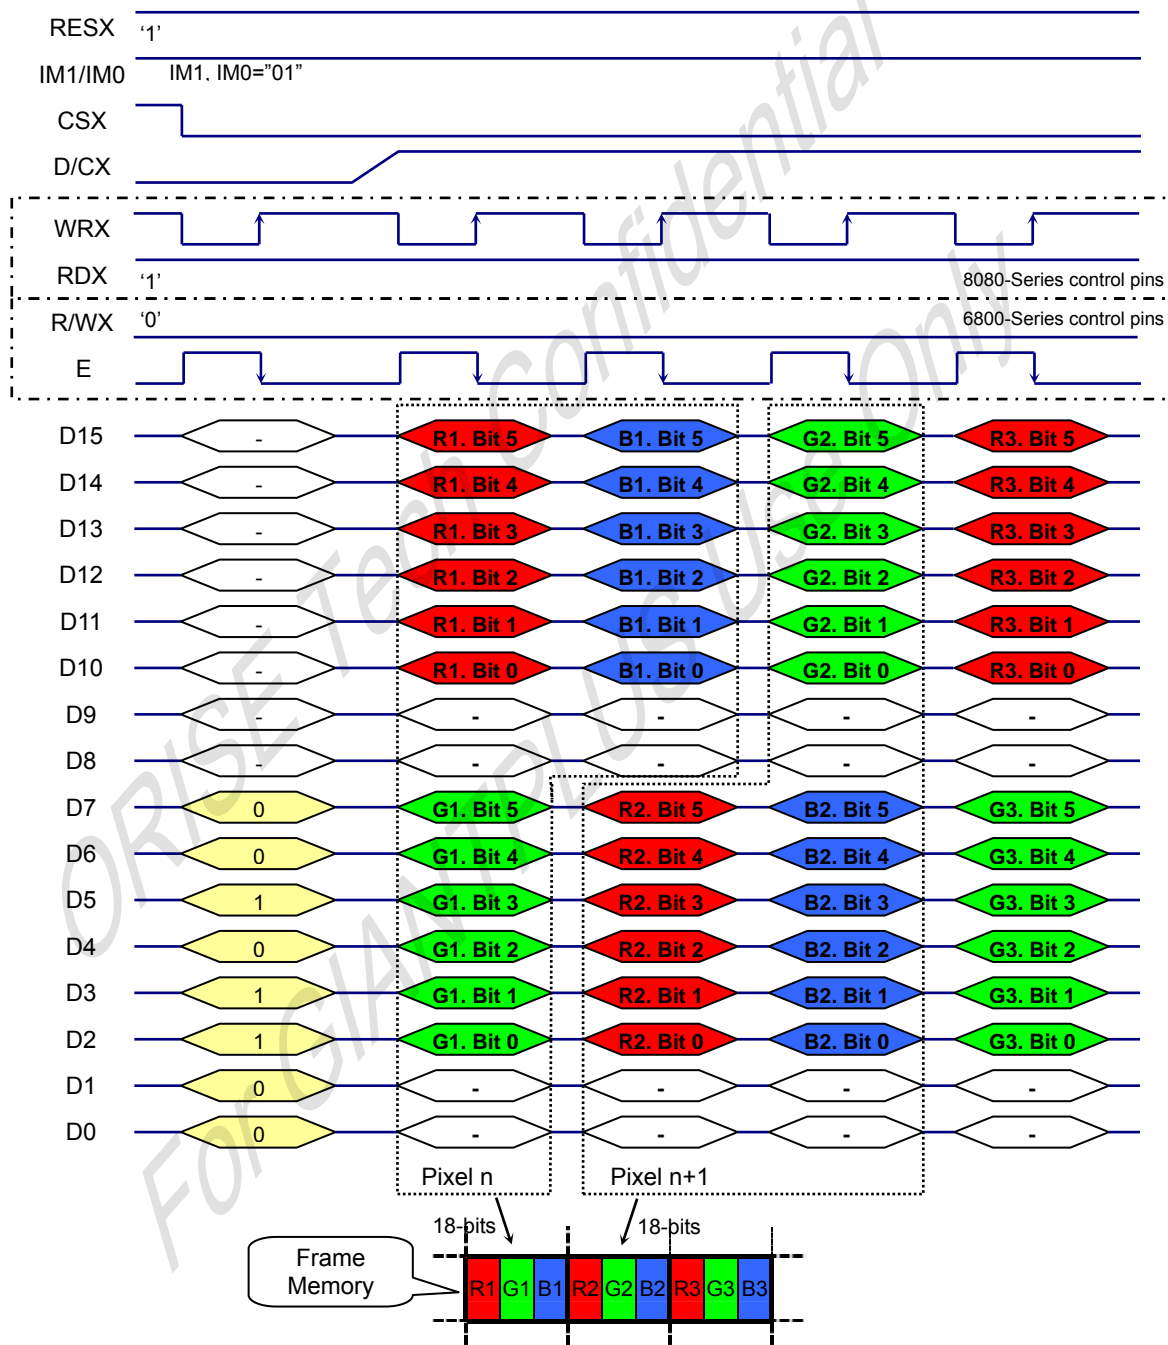 RESX '1'
IM1/IM0 IM1, IM0="01"
CSX
D/CX
WRX
RDX '1' 8080-Series control pins
R/WX '0' 6800-Series control pins
E
D15 - R1. Bit 5 B1. Bit 5 G2. Bit 5 R3. Bit 5
D14 - R1. Bit 4 B1. Bit 4 G2. Bit 4 R3. Bit 4
D13 - R1. Bit 3 B1. Bit 3 G2. Bit 3 R3. Bit 3
D12 - R1. Bit 2 B1. Bit 2 G2. Bit 2 R3. Bit 2
D11 - R1. Bit 1 B1. Bit 1 G2. Bit 1 R3. Bit 1
D10 - R1. Bit 0 B1. Bit 0 G2. Bit 0 R3. Bit 0
D9 - - - - -
D8 - - - - -
D7 0 G1. Bit 5 R2. Bit 5 B2. Bit 5 G3. Bit 5
D6 0 G1. Bit 4 R2. Bit 4 B2. Bit 4 G3. Bit 4
D5 1 G1. Bit 3 R2. Bit 3 B2. Bit 3 G3. Bit 3
D4 0 G1. Bit 2 R2. Bit 2 B2. Bit 2 G3. Bit 2
D3 1 G1. Bit 1 R2. Bit 1 B2. Bit 1 G3. Bit 1
D2 1 G1. Bit 0 R2. Bit 0 B2. Bit 0 G3. Bit 0
D1 0 - - - -
D0 0 - - - -
Pixel n Pixel n+1
18-bits 18-bits
Frame
Memory
R1 G1 B1 R2 G2 B2 R3 G3 B3
ORISE Tech Confidential
For GIANTPLUS Use Only